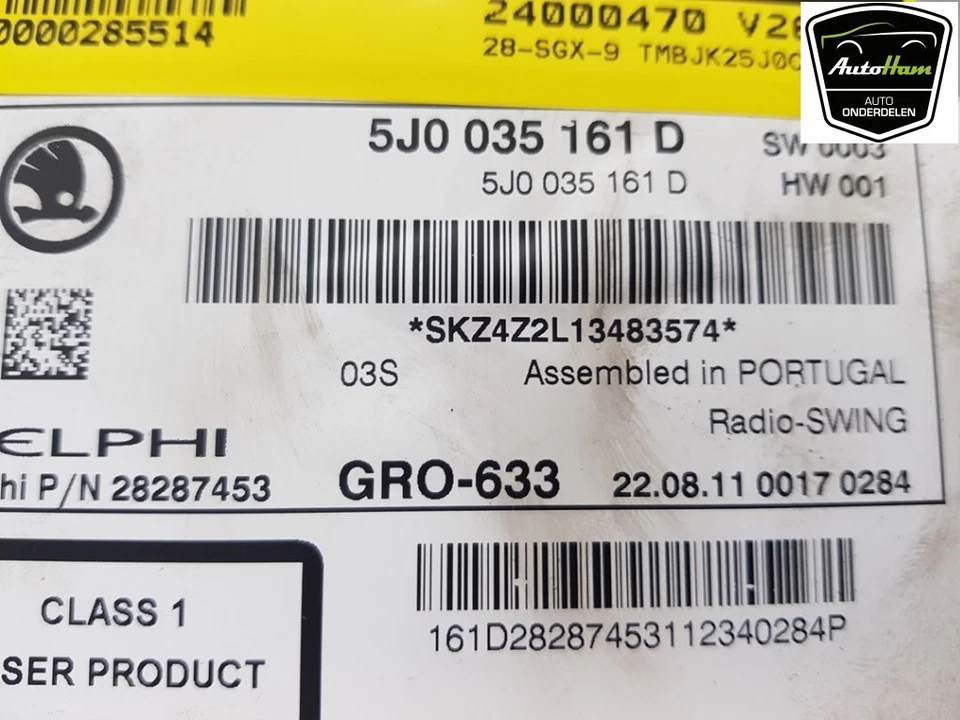 0000285514
24000470 V28
28-SGX-9 TMBJK25J0C
AutoHam
AUTO
ONDERDELEN
5J0 035 161 D SW 0003
5J0 035 161 D HW 001
*SKZ4Z2L13483574*
03S Assembled in PORTUGAL
Radio-SWING
ELPHI
hi P/N 28287453 GRO-633 22.08.11 0017 0284
CLASS 1
SER PRODUCT
161D28287453112340284P